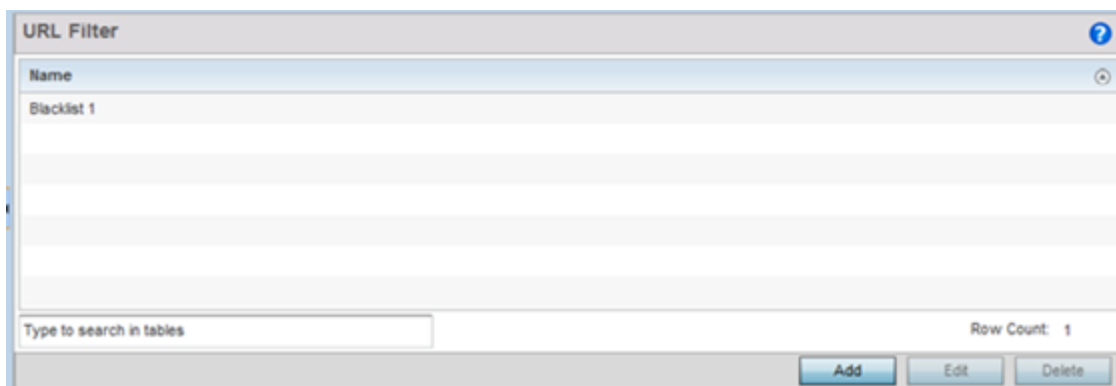 URL Filter
?
Name
Blacklist 1
Type to search in tables
Row Count: 1
Add Edit Delete